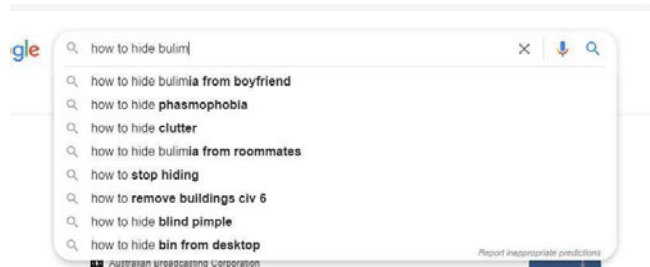 gle
how to hide bulim
how to hide bulimia from boyfriend
how to hide phasmophobia
how to hide clutter
how to hide bulimia from roommates
how to stop hiding
how to remove buildings civ 6
how to hide blind pimple
how to hide bin from desktop
Report inappropriate predictions
Australian Broadcasting Corporation